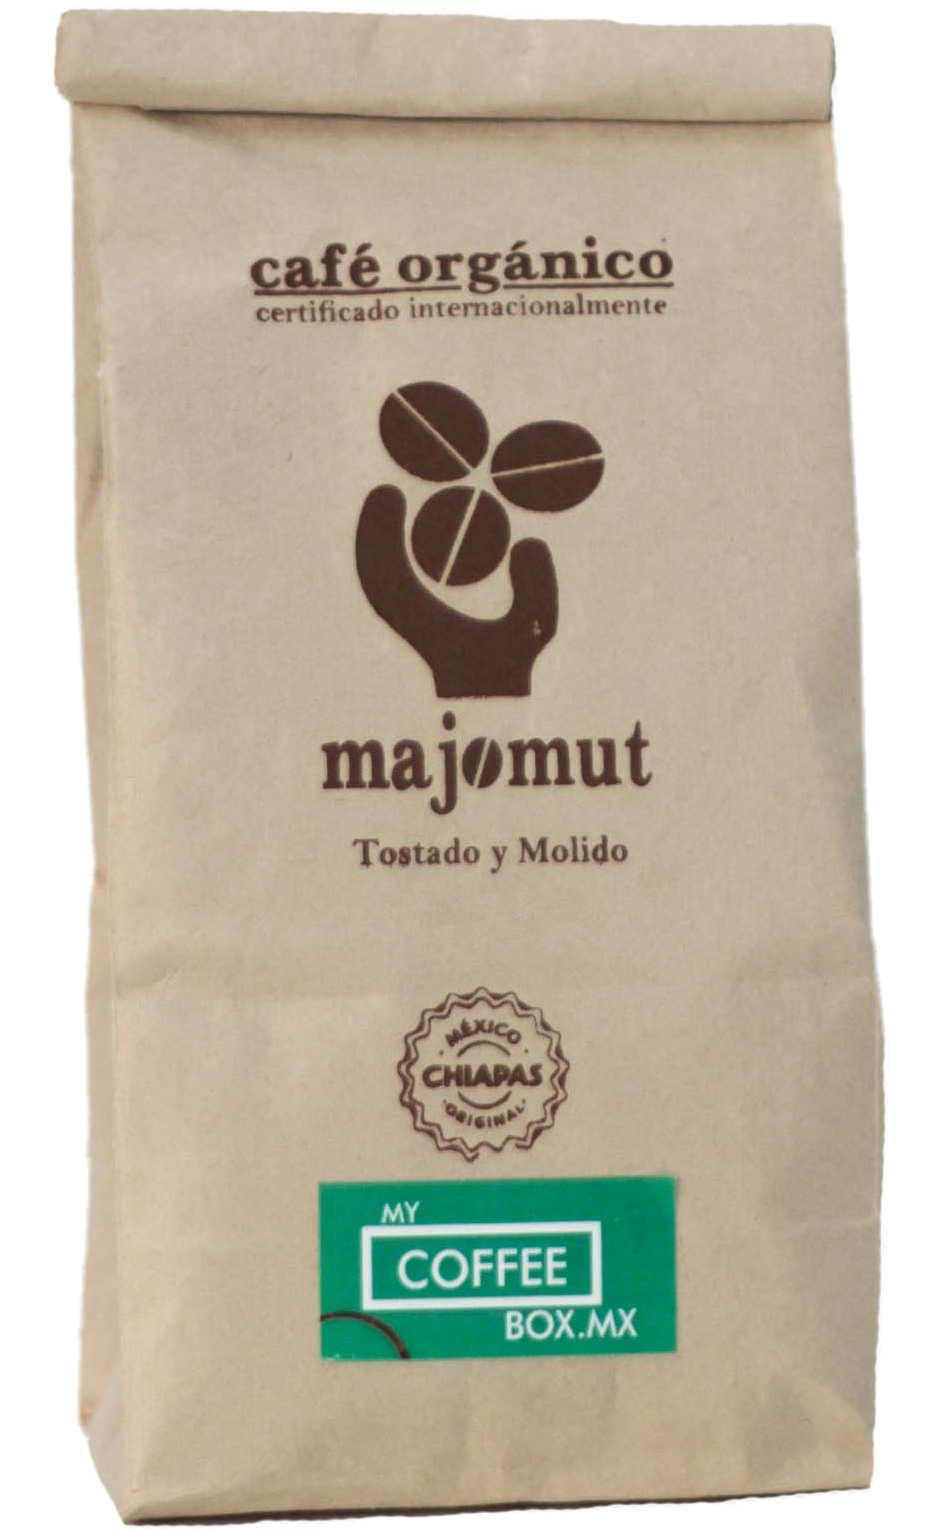 café orgánico
certificado internacionalmente
majomut
Tostado y Molido
MÉXICO
CHIAPAS
ORIGINAL
MY
COFFEE
BOX.MX